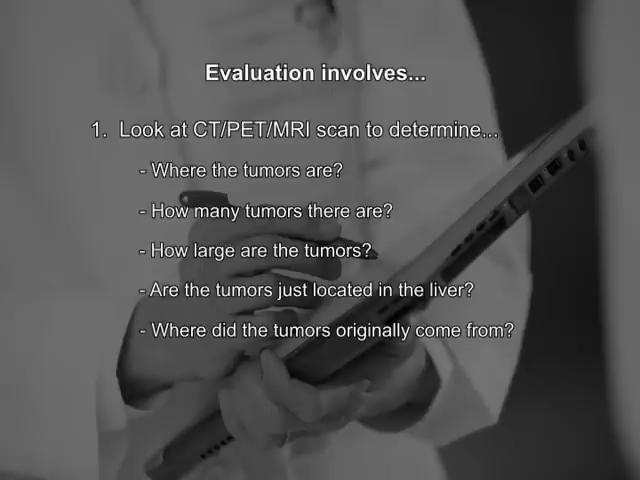 Evaluation involves...
1. Look at CT/PET/MRI scan to determine...
- Where the tumors are?
- How many tumors there are?
- How large are the tumors?
- Are the tumors just located in the liver?
- Where did the tumors originally come from?